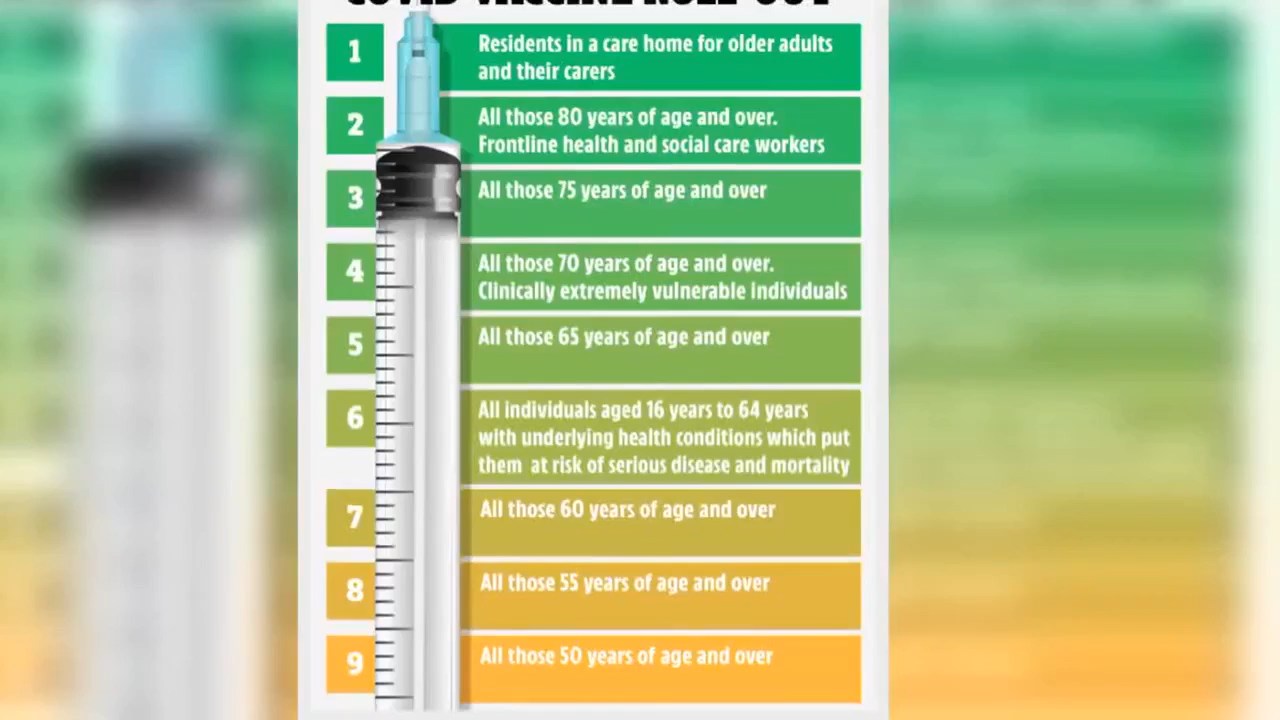 COVID VACCINE ROLL-OUT
1
Residents in a care home for older adults
and their carers
2
All those 80 years of age and over.
Frontline health and social care workers
3
All those 75 years of age and over
4
All those 70 years of age and over.
Clinically extremely vulnerable individuals
5
All those 65 years of age and over
6
All individuals aged 16 years to 64 years
with underlying health conditions which put
them at risk of serious disease and mortality
7
All those 60 years of age and over
8
All those 55 years of age and over
9
All those 50 years of age and over